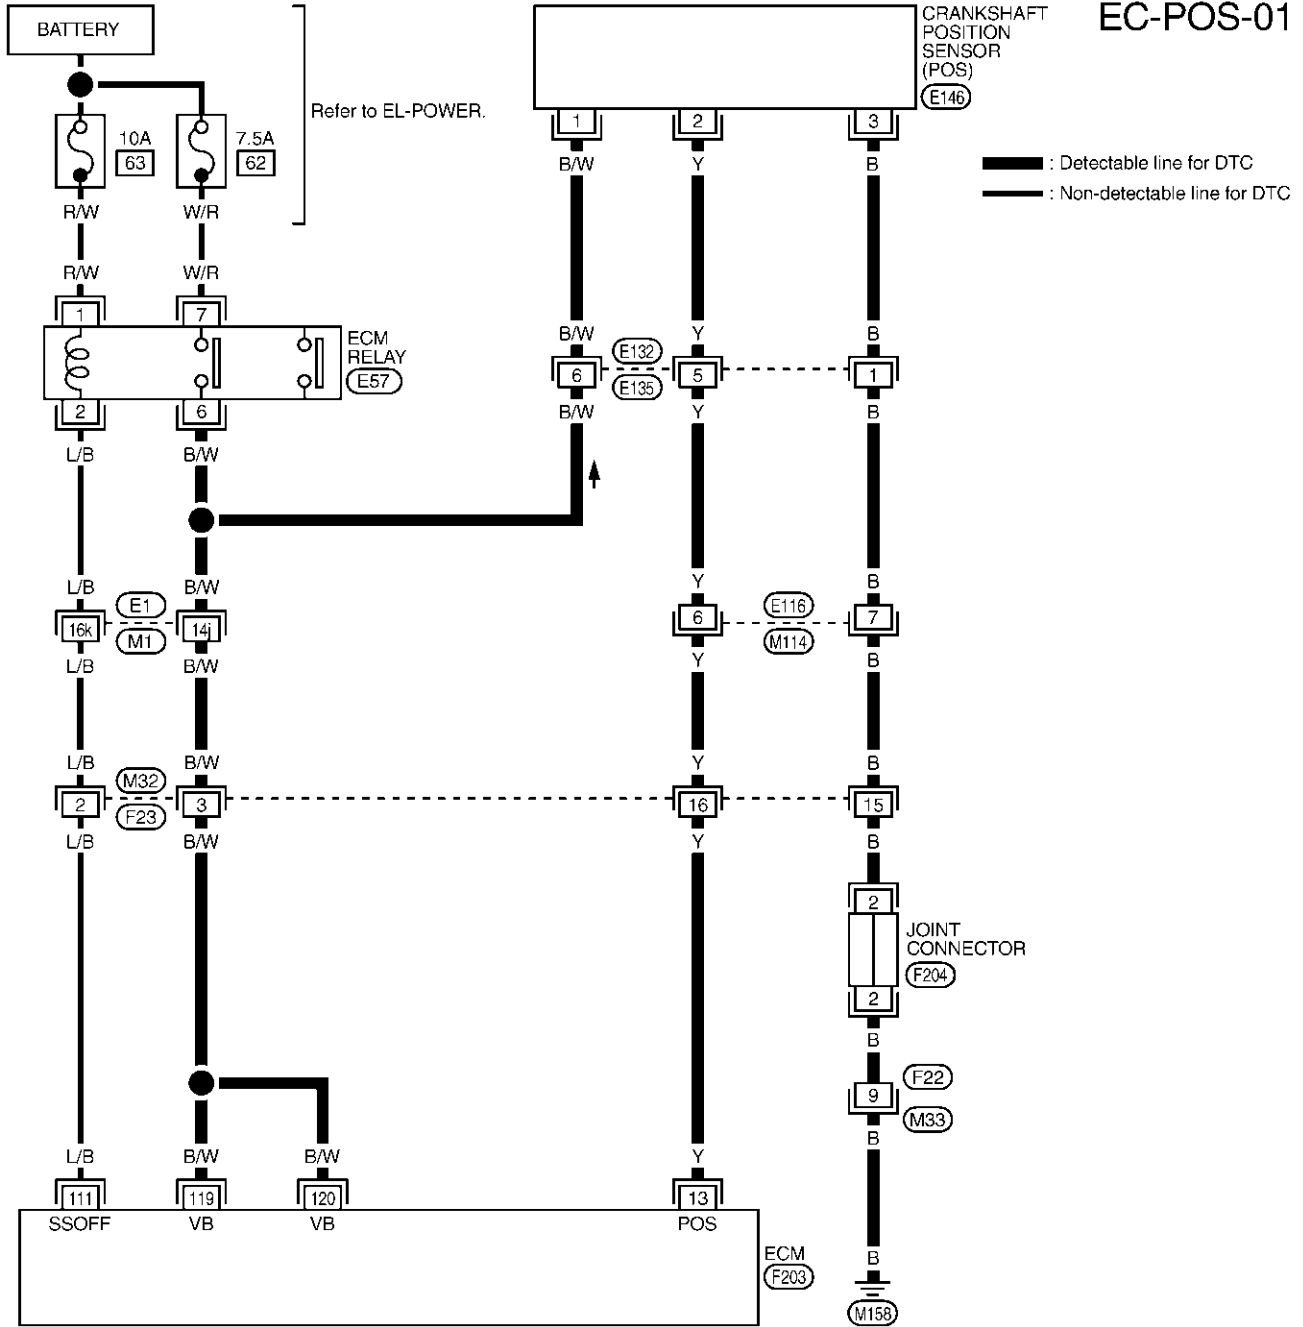 EC-POS-01
BATTERY
CRANKSHAFT
POSITION
SENSOR
(POS)
E146
Refer to EL-POWER.
10A
63
7.5A
62
1
2
3
B/W
Y
B
: Detectable line for DTC
: Non-detectable line for DTC
R/W
W/R
R/W
W/R
1
7
ECM
RELAY
E57
B/W
Y
B
E132
6
5
1
E135
2
6
B/W
Y
B
L/B
B/W
L/B
B/W
Y
B
E1
16k
14j
M1
E116
6
7
M114
L/B
B/W
Y
B
L/B
B/W
Y
B
M32
2
3
16
15
F23
L/B
B/W
Y
B
2
JOINT
CONNECTOR
F204
2
B
F22
9
M33
B
L/B
B/W
B/W
Y
111
119
120
13
SSOFF
VB
VB
POS
ECM
F203
B
M158